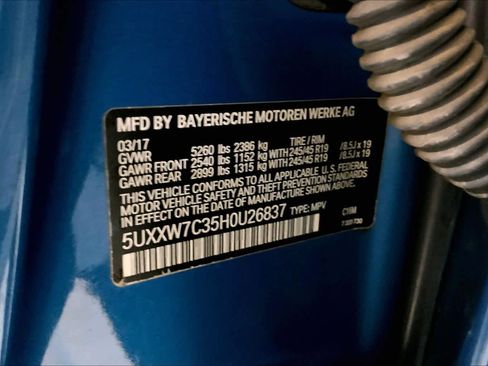 MFD BY BAYERISCHE MOTOREN WERKE AG
03/17 TIRE / RIM
GVWR 5260 lbs 2386 kg
GAWR FRONT 2540 lbs 1152 kg WITH 245/45 R19 /8.5J x 19
GAWR REAR 2899 lbs 1315 kg WITH 245/45 R19 /8.5J x 19
THIS VEHICLE CONFORMS TO ALL APPLICABLE U.S. FEDERAL
MOTOR VEHICLE SAFETY AND THEFT PREVENTION STANDARDS
IN EFFECT ON THE DATE OF MANUFACTURE SHOWN ABOVE.
5UXXW7C35H0U26837 TYPE: MPV